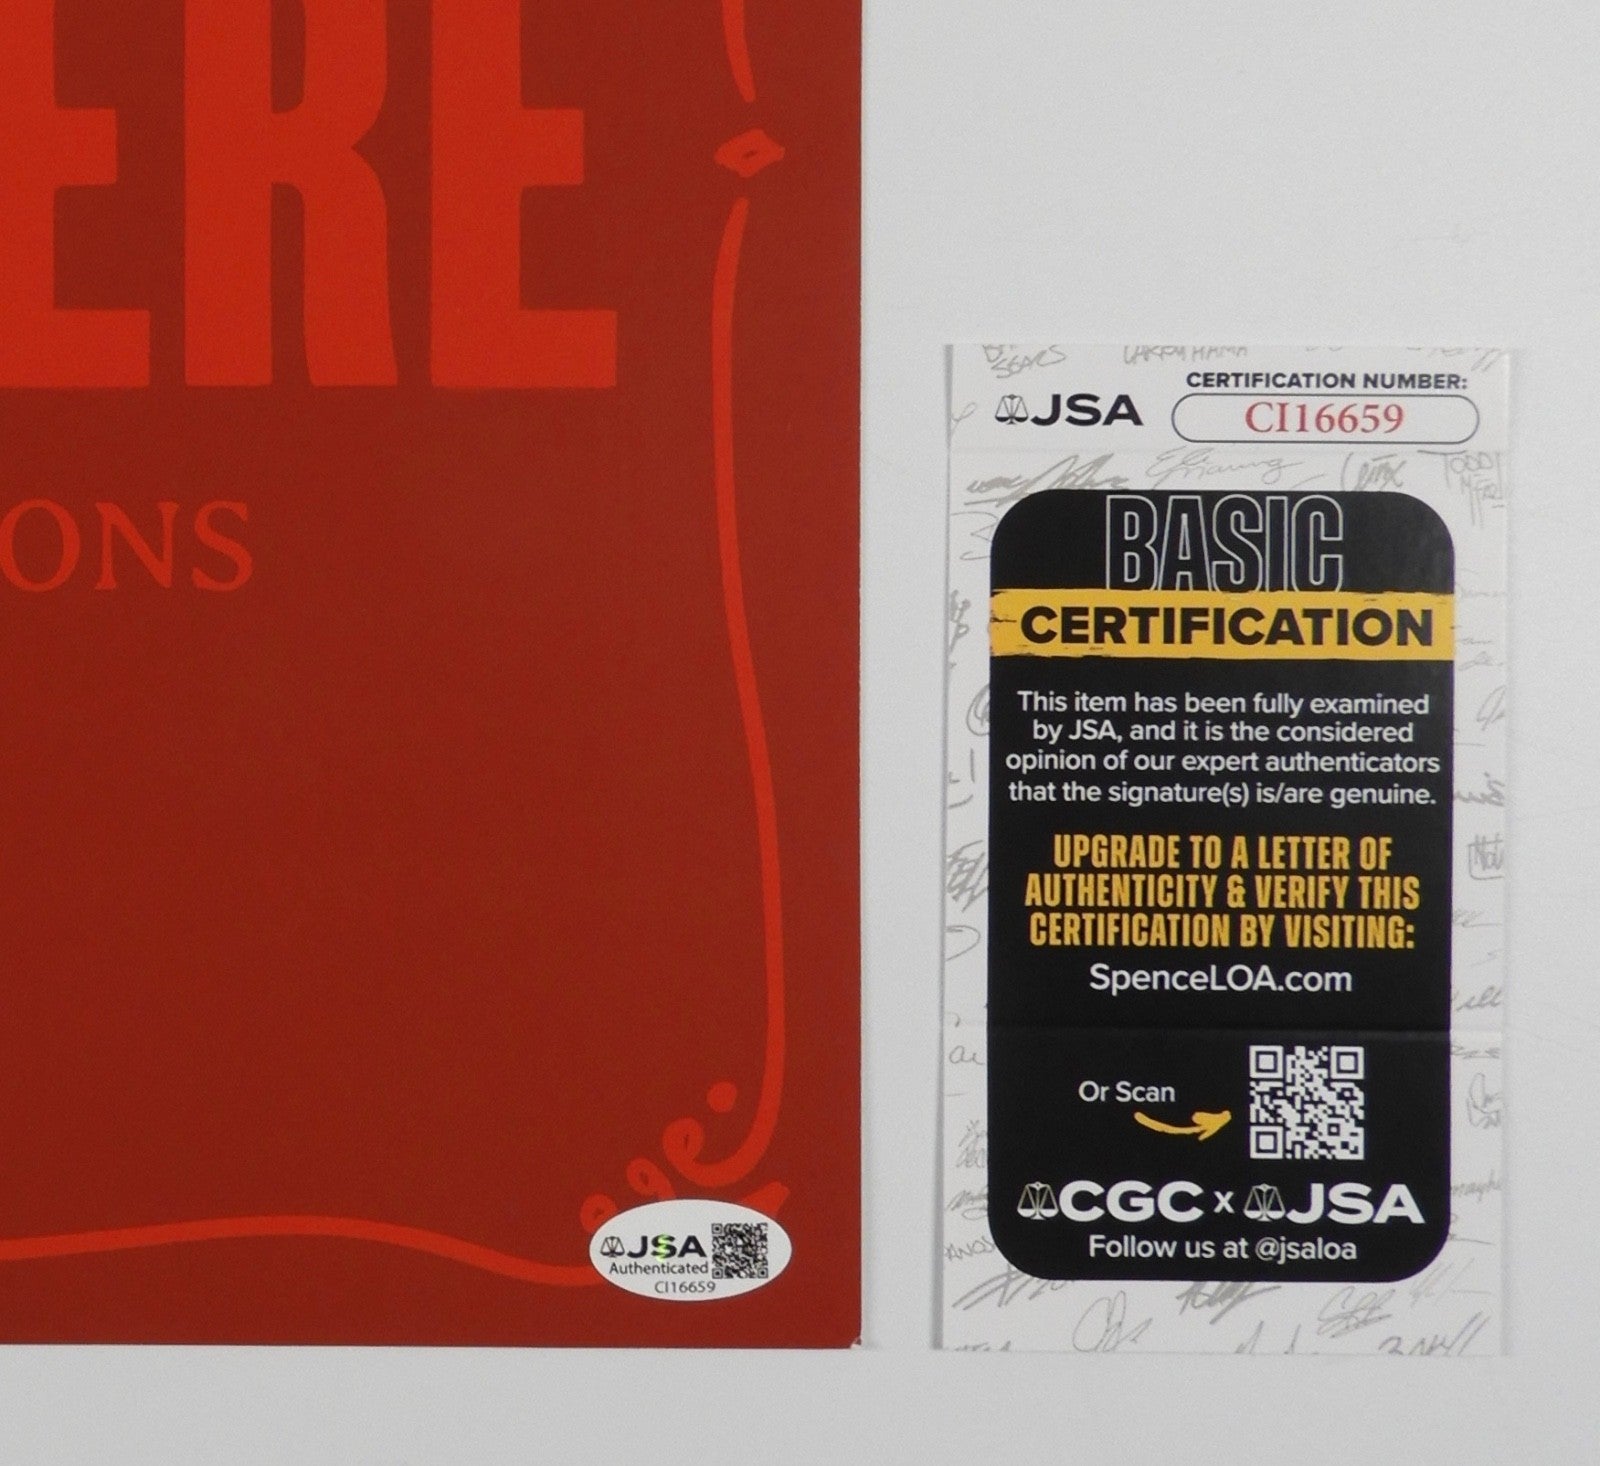 ERE
ONS
JSA
Authenticated
CI16659
JSA
CERTIFICATION NUMBER:
CI16659
BASIC
CERTIFICATION
This item has been fully examined
by JSA, and it is the considered
opinion of our expert authenticators
that the signature(s) is/are genuine.
UPGRADE TO A LETTER OF
AUTHENTICITY & VERIFY THIS
CERTIFICATION BY VISITING:
SpenceLOA.com
Or Scan
CGC x JSA
Follow us at @jsaloa